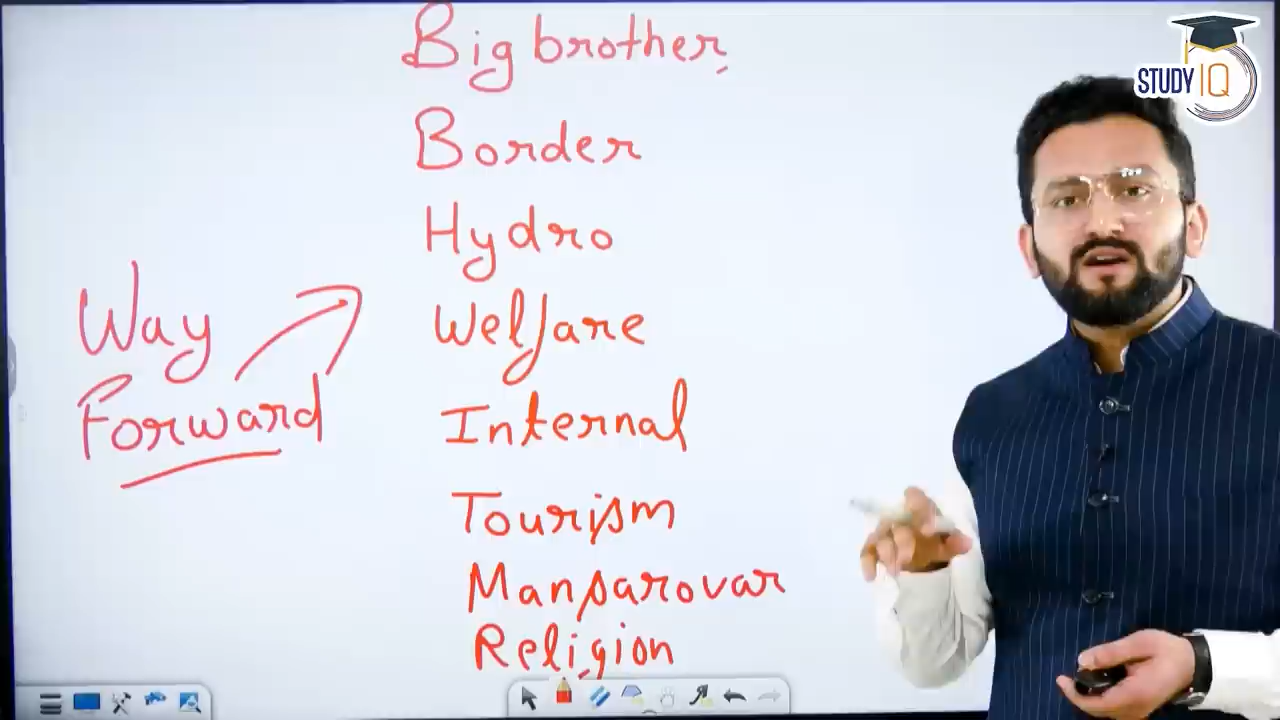 Big brother,
Border
Hydro
Welfare
Internal
Tourism
Mansarovar
Religion
Way
Forward
STUDY IQ